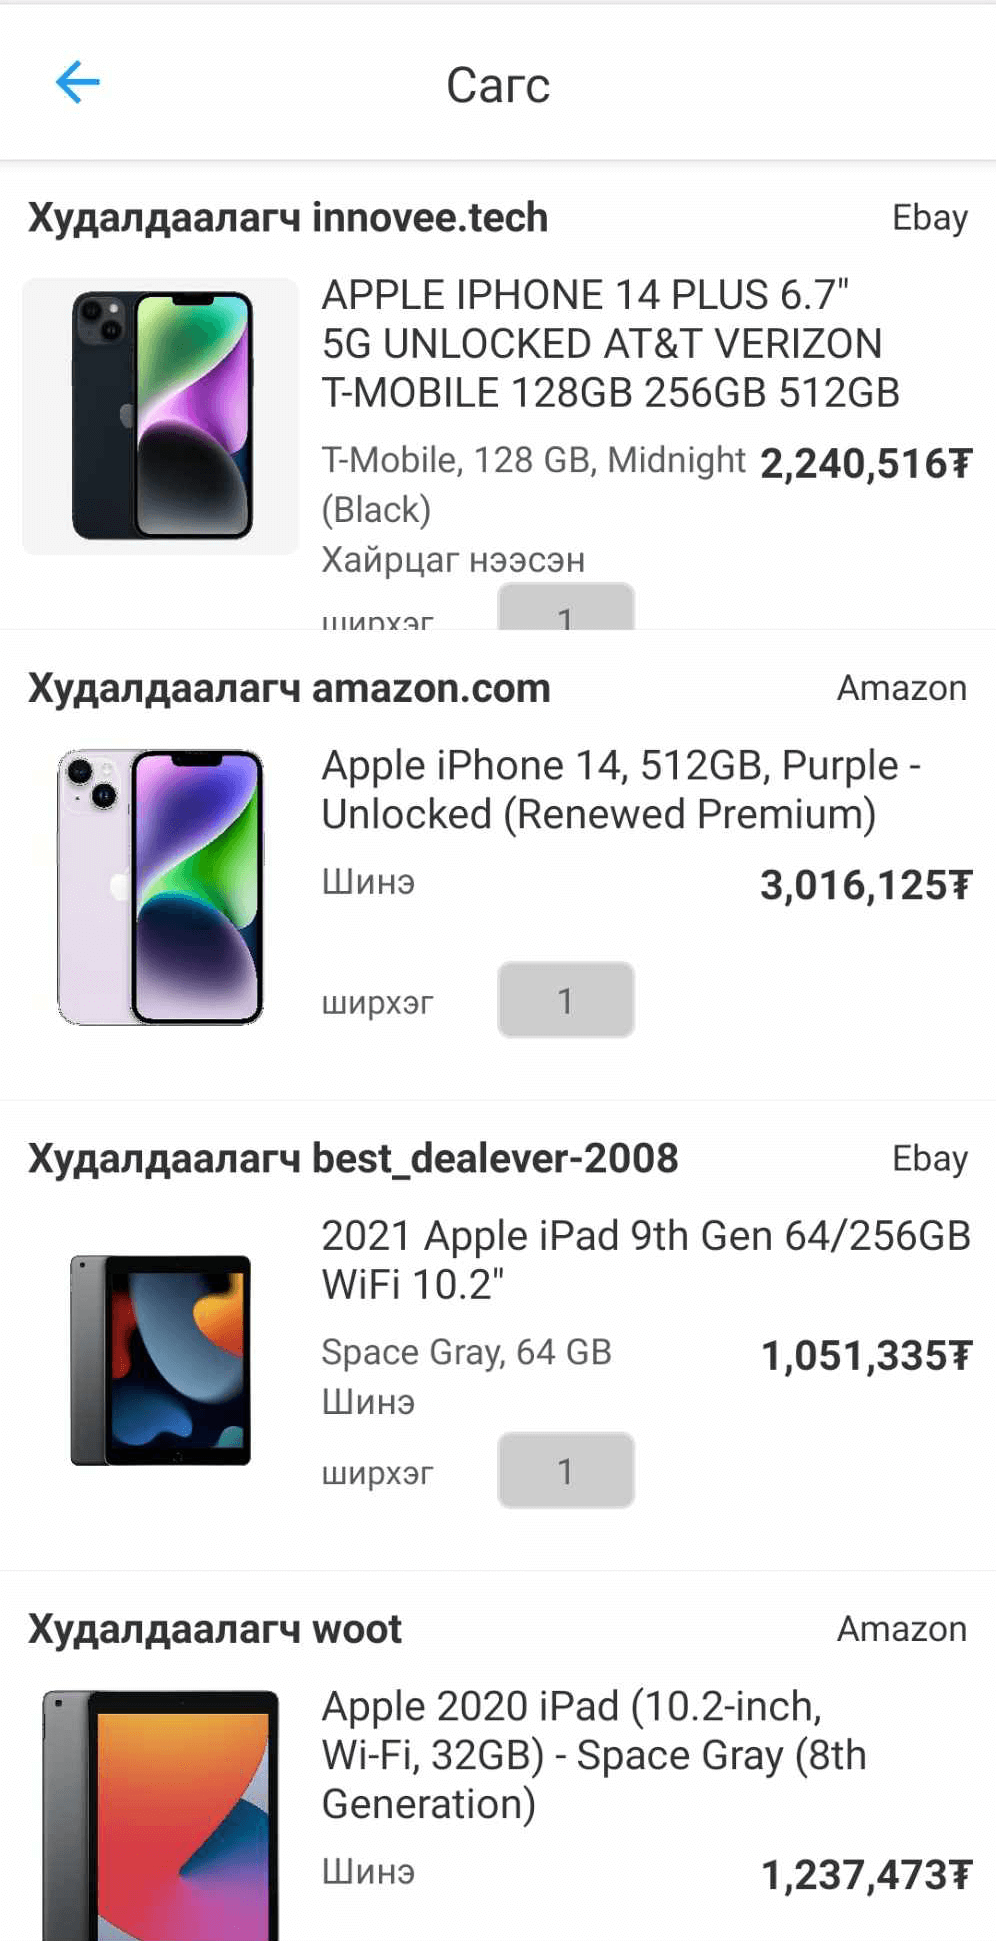 Сагс
Худалдаалагч innovee.tech
Ebay
APPLE IPHONE 14 PLUS 6.7"
5G UNLOCKED AT&T VERIZON
T-MOBILE 128GB 256GB 512GB
T-Mobile, 128 GB, Midnight
(Black)
2,240,516₮
Хайрцаг нээсэн
ширхэг
1
Худалдаалагч amazon.com
Amazon
Apple iPhone 14, 512GB, Purple -
Unlocked (Renewed Premium)
Шинэ
3,016,125₮
ширхэг
1
Худалдаалагч best_dealever-2008
Ebay
2021 Apple iPad 9th Gen 64/256GB
WiFi 10.2"
Space Gray, 64 GB
1,051,335₮
Шинэ
ширхэг
1
Худалдаалагч woot
Amazon
Apple 2020 iPad (10.2-inch,
Wi-Fi, 32GB) - Space Gray (8th
Generation)
Шинэ
1,237,473₮